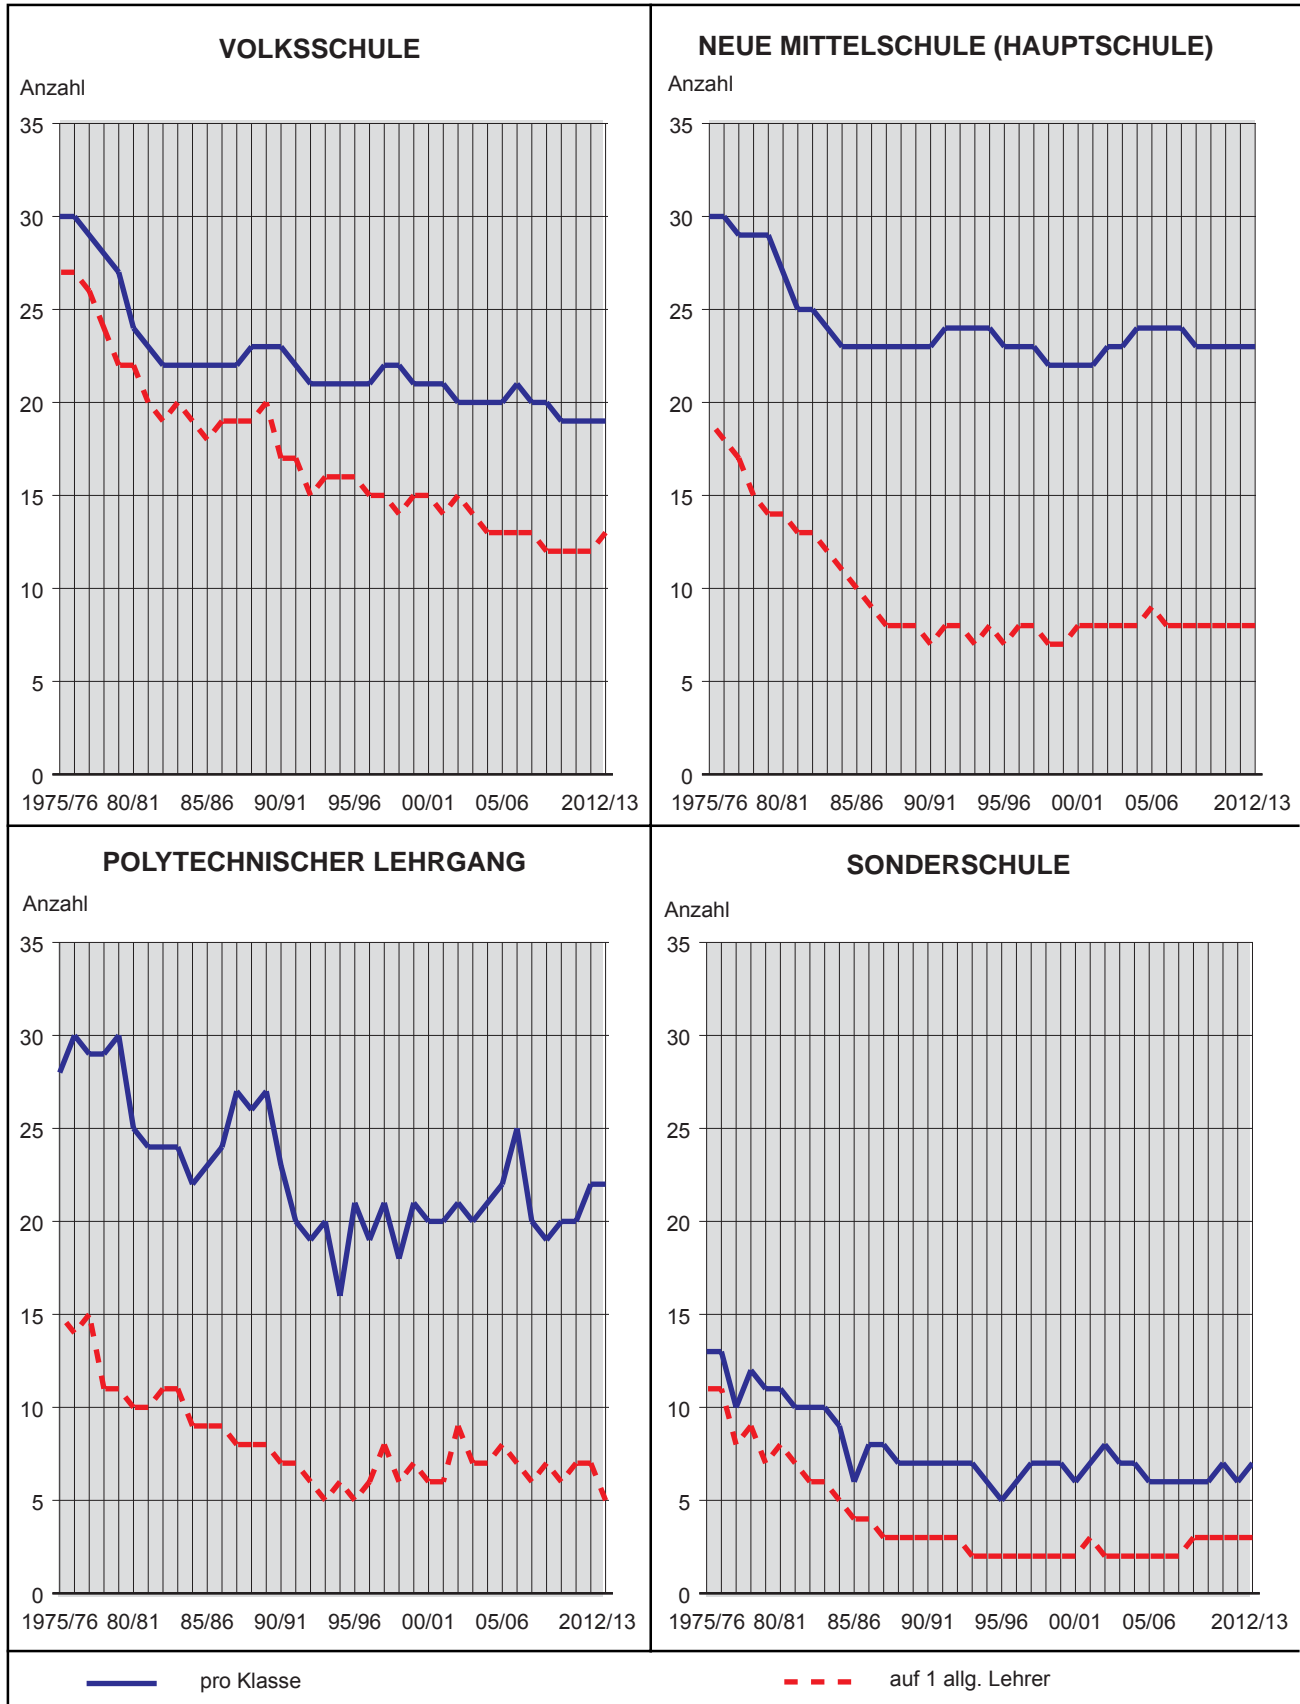 VOLKSSCHULE
Anzahl
35
30
25
20
15
10
5
0
1975/76 80/81 85/86 90/91 95/96 00/01 05/06 2012/13
NEUE MITTELSCHULE (HAUPTSCHULE)
Anzahl
35
30
25
20
15
10
5
0
1975/76 80/81 85/86 90/91 95/96 00/01 05/06 2012/13
POLYTECHNISCHER LEHRGANG
Anzahl
35
30
25
20
15
10
5
0
1975/76 80/81 85/86 90/91 95/96 00/01 05/06 2012/13
SONDERSCHULE
Anzahl
35
30
25
20
15
10
5
0
1975/76 80/81 85/86 90/91 95/96 00/01 05/06 2012/13
pro Klasse
auf 1 allg. Lehrer